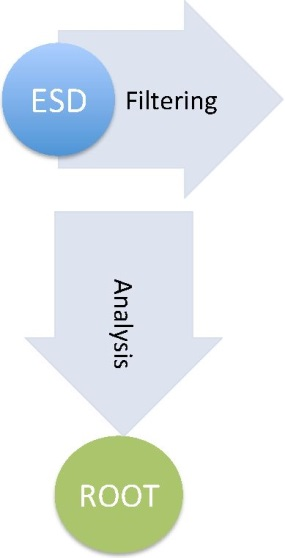 ESD
Filtering
Analysis
ROOT